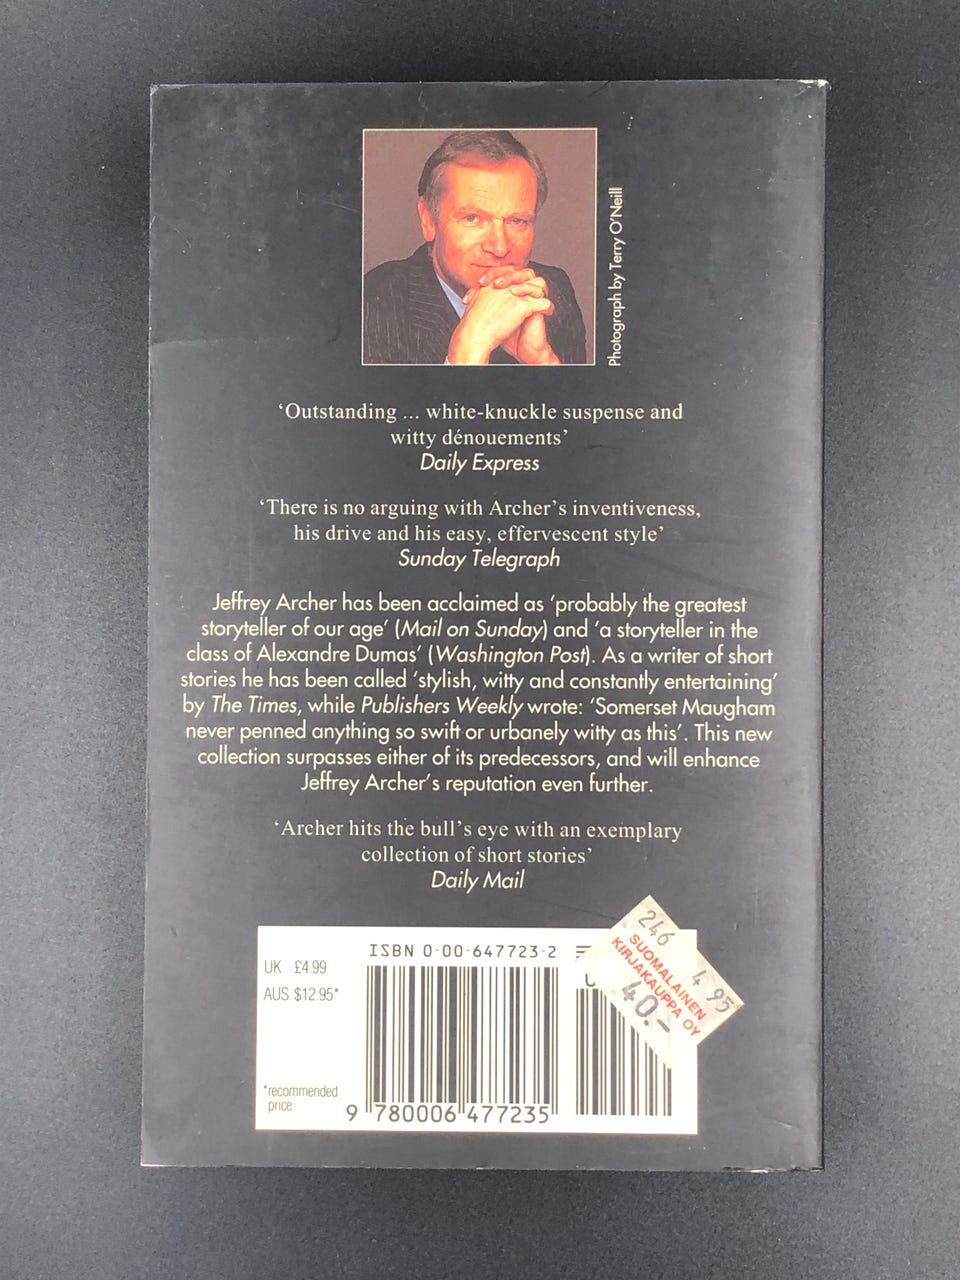 Photograph by Terry O'Neill
‘Outstanding ... white-knuckle suspense and
witty dénouements’
Daily Express
‘There is no arguing with Archer’s inventiveness,
his drive and his easy, effervescent style’
Sunday Telegraph
Jeffrey Archer has been acclaimed as ‘probably the greatest
storyteller of our age’ (Mail on Sunday) and ‘a storyteller in the
class of Alexandre Dumas’ (Washington Post). As a writer of short
stories he has been called ‘stylish, witty and constantly entertaining’
by The Times, while Publishers Weekly wrote: ‘Somerset Maugham
never penned anything so swift or urbanely witty as this’. This new
collection surpasses either of its predecessors, and will enhance
Jeffrey Archer’s reputation even further.
‘Archer hits the bull’s eye with an exemplary
collection of short stories’
Daily Mail
ISBN 0-00-647723-2
UK £4.99
AUS $12.95*
*recommended
price
9 780006 477235
246 4 95
SUOMALAINEN
KIRJAKAUPPA OY
40.-